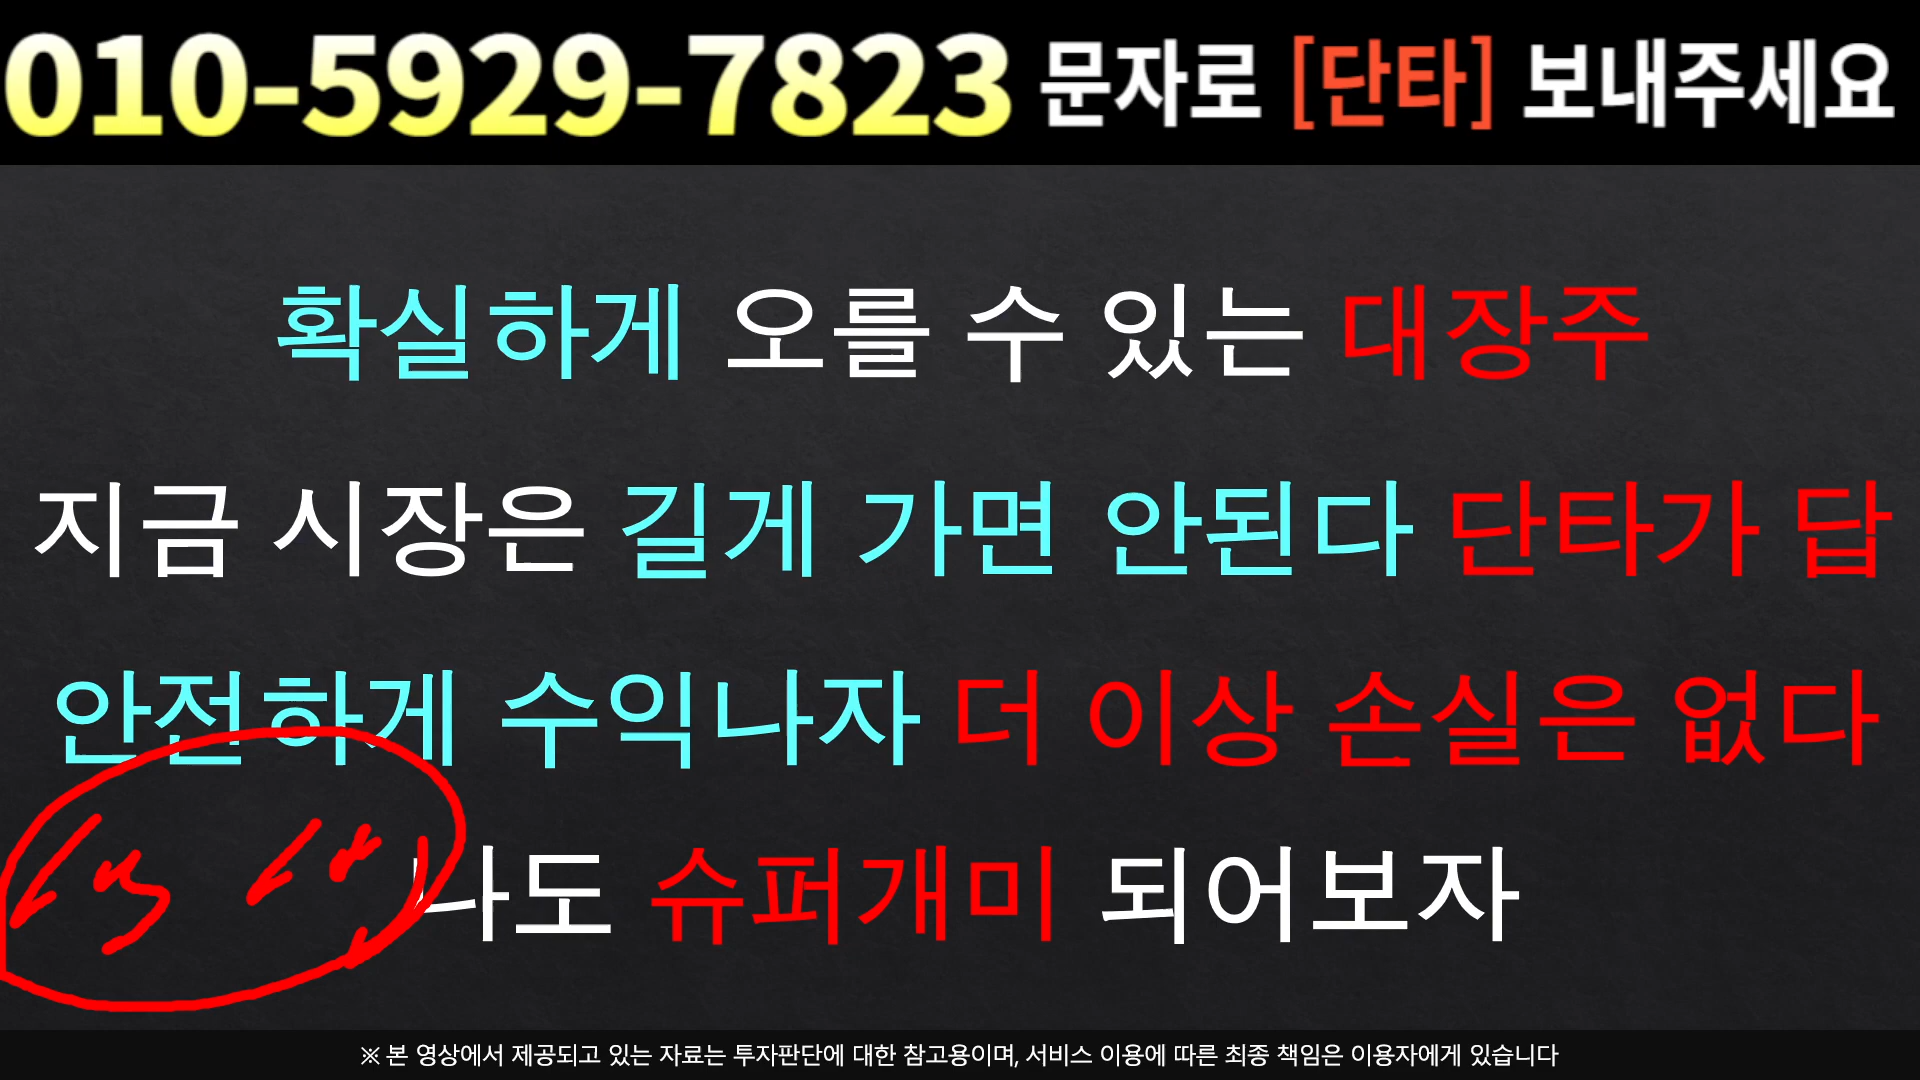 010-5929-7823 문자로 [단타] 보내주세요
확실하게 오를 수 있는 대장주
지금 시장은 길게 가면 안된다 단타가 답
안전하게 수익나자 더 이상 손실은 없다
나도 슈퍼개미 되어보자
※ 본 영상에서 제공되고 있는 자료는 투자판단에 대한 참고용이며, 서비스 이용에 따른 최종 책임은 이용자에게 있습니다